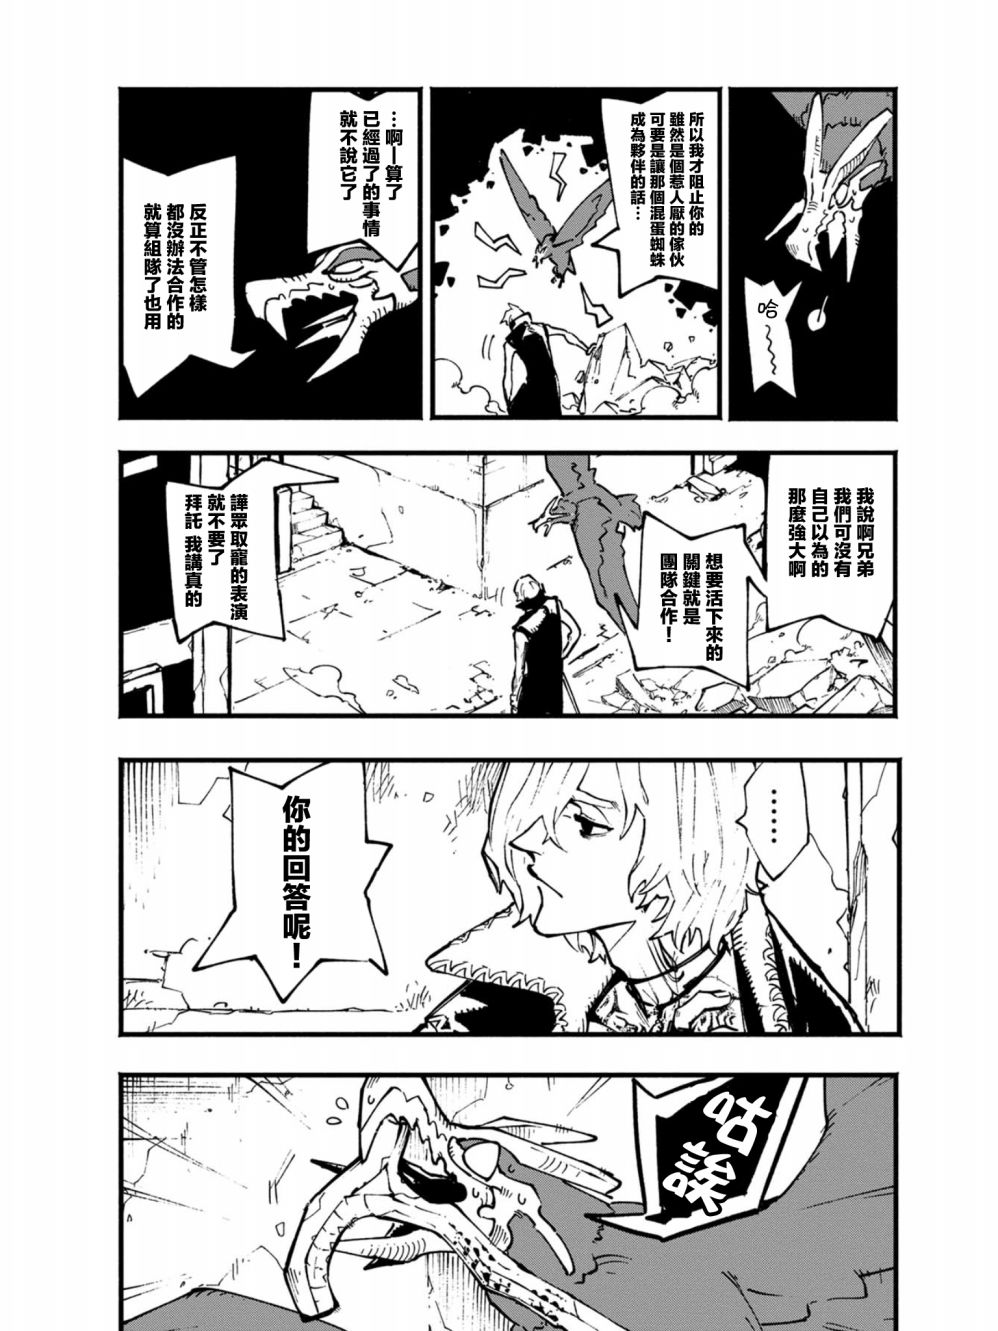 哈~~
所以我才阻止你的
雖然是個惹人厭的傢伙
可要是讓那個混蛋蜘蛛
成為夥伴的話…
…啊—算了
已經過了的事情
就不說它了
反正不管怎樣
都沒辦法合作的
就算組隊了也用
我說啊兄弟
我們可沒有
自己以為的
那麼強大啊
想要活下來的
關鍵就是
團隊合作！
譁眾取寵的表演
就不要了
拜託 我講真的
……
你的回答呢！
咕誒